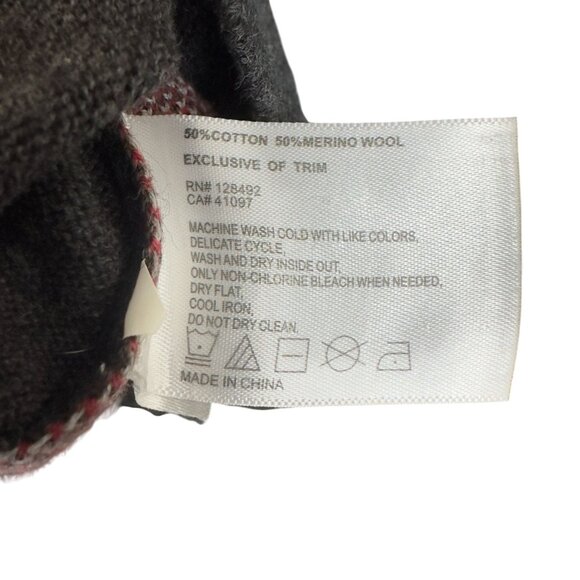 50%COTTON 50%MERINO WOOL
EXCLUSIVE OF TRIM
RN# 128492
CA# 41097
MACHINE WASH COLD WITH LIKE COLORS,
DELICATE CYCLE,
WASH AND DRY INSIDE OUT,
ONLY NON-CHLORINE BLEACH WHEN NEEDED,
DRY FLAT,
COOL IRON,
DO NOT DRY CLEAN.
MADE IN CHINA